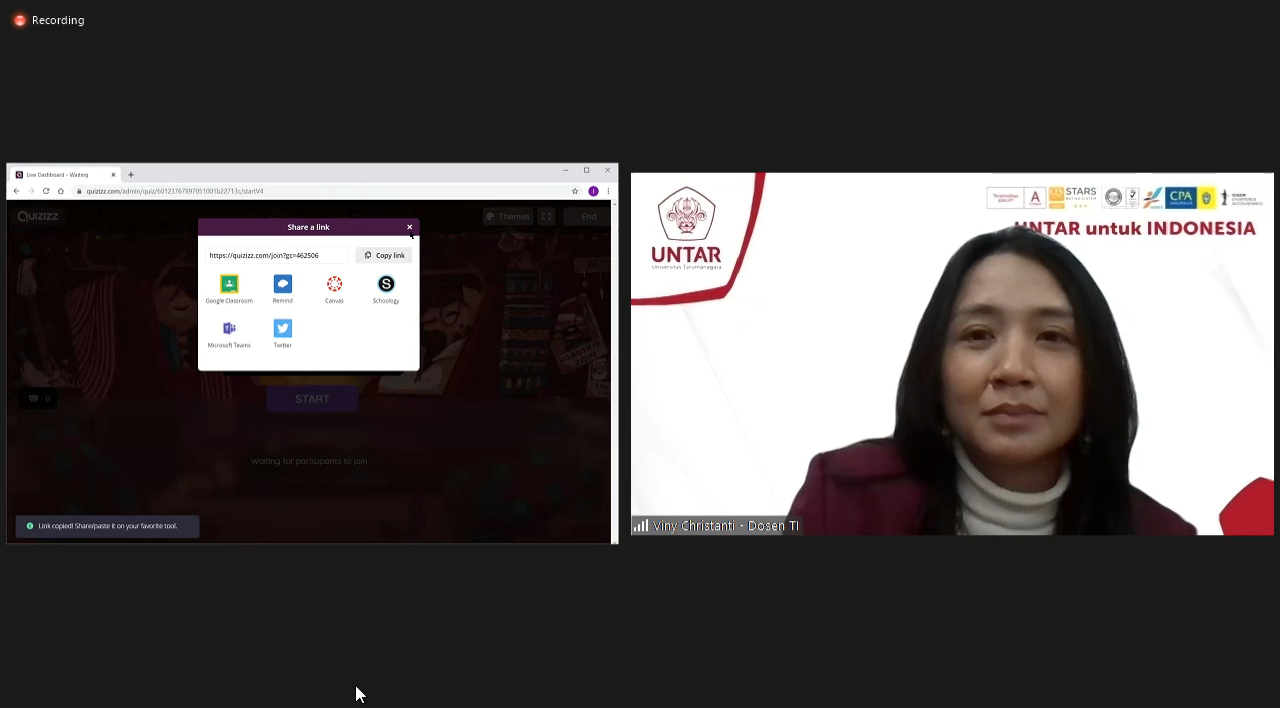 Recording
Live Dashboard - Waiting
quizizz.com/admin/quiz/60123767897051001b22713c/startV4
QUIZIZZ
Themes
End
Share a link
https://quizizz.com/join?gc=462506
Copy link
Google Classroom
Remind
Canvas
Schoology
Microsoft Teams
Twitter
0
START
Waiting for participants to join ...
Link copied! Share/paste it on your favorite tool.
UNTAR
Universitas Tarumanagara
A
STARS
CPA
UNTAR untuk INDONESIA
Viny Christanti - Dosen TI